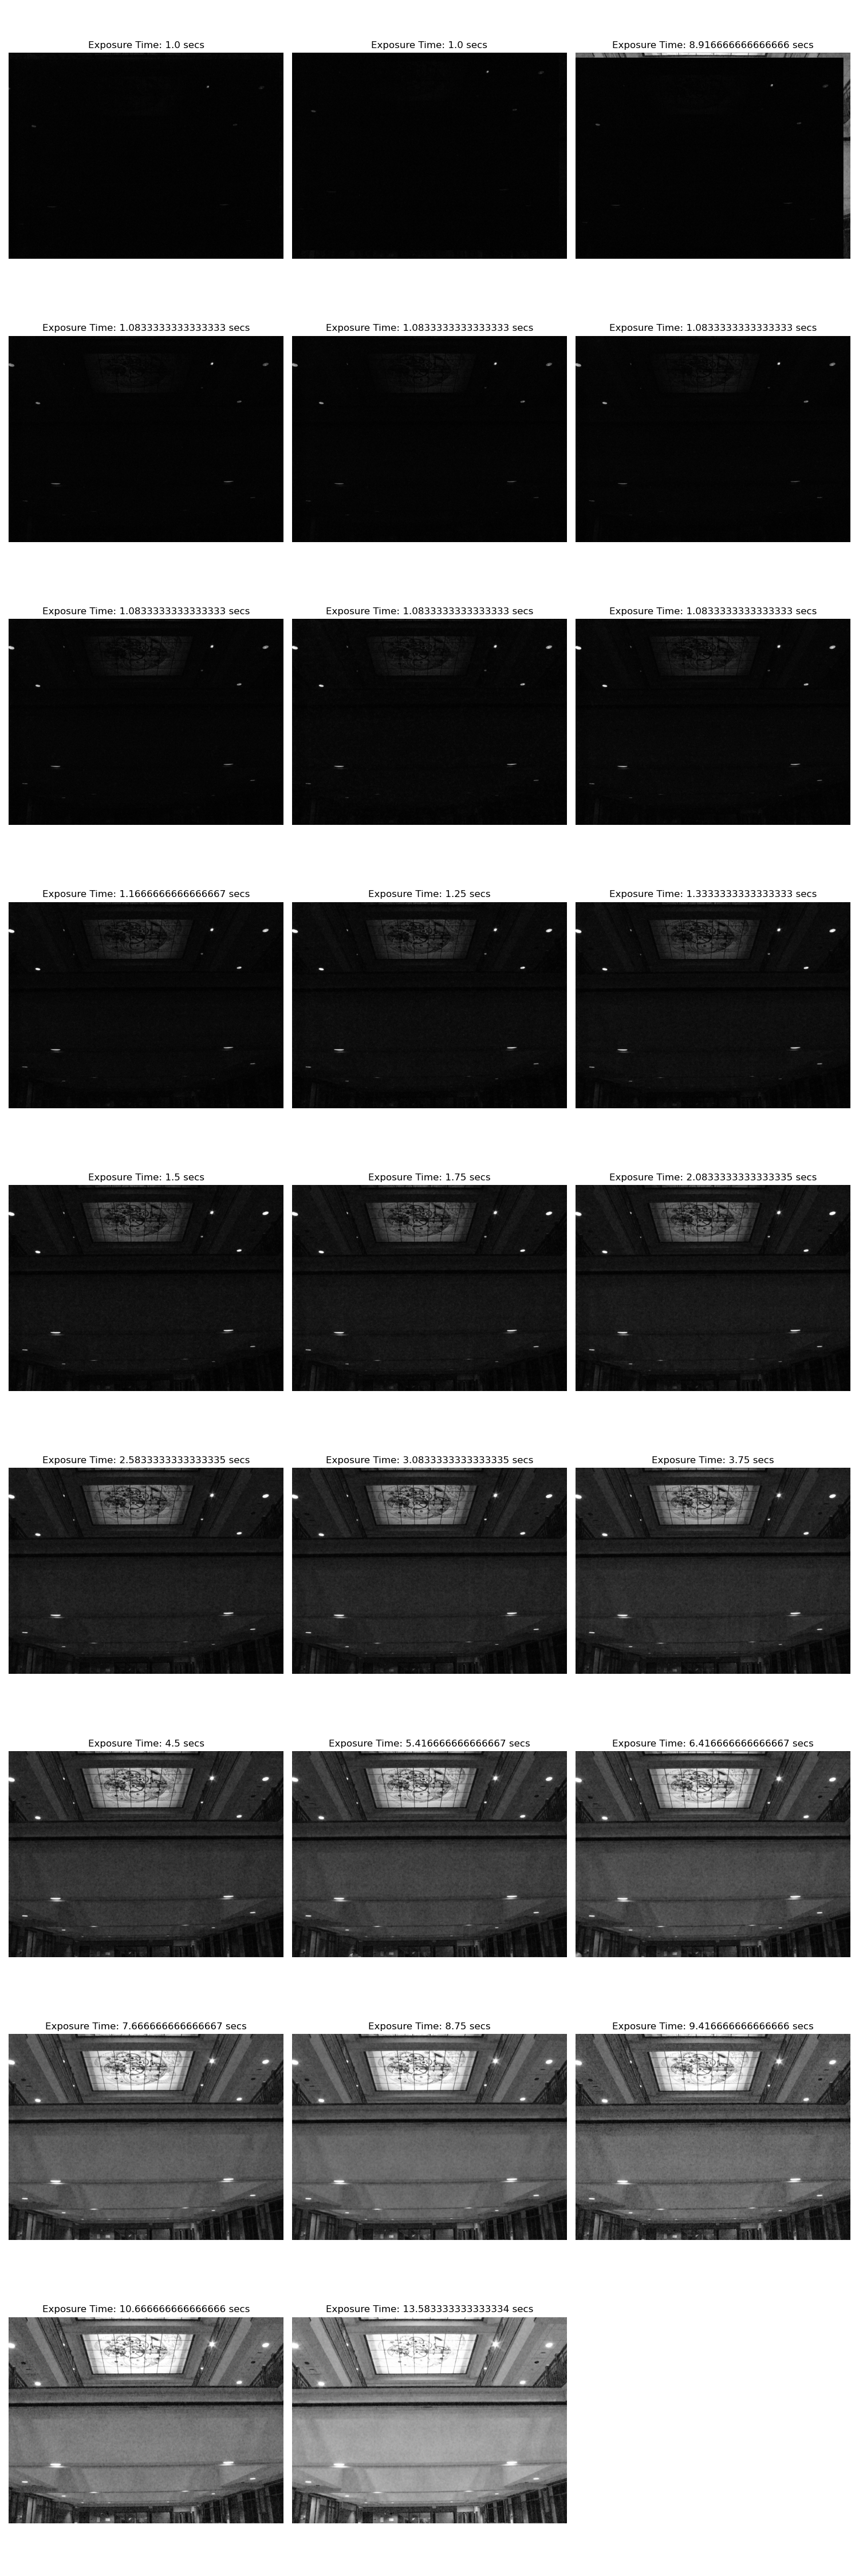 Exposure Time: 1.0 secs
Exposure Time: 1.0 secs
Exposure Time: 8.916666666666666 secs
Exposure Time: 1.0833333333333333 secs
Exposure Time: 1.0833333333333333 secs
Exposure Time: 1.0833333333333333 secs
Exposure Time: 1.0833333333333333 secs
Exposure Time: 1.0833333333333333 secs
Exposure Time: 1.0833333333333333 secs
Exposure Time: 1.1666666666666667 secs
Exposure Time: 1.25 secs
Exposure Time: 1.3333333333333333 secs
Exposure Time: 1.5 secs
Exposure Time: 1.75 secs
Exposure Time: 2.0833333333333335 secs
Exposure Time: 2.5833333333333335 secs
Exposure Time: 3.0833333333333335 secs
Exposure Time: 3.75 secs
Exposure Time: 4.5 secs
Exposure Time: 5.416666666666667 secs
Exposure Time: 6.416666666666667 secs
Exposure Time: 7.666666666666667 secs
Exposure Time: 8.75 secs
Exposure Time: 9.416666666666666 secs
Exposure Time: 10.666666666666666 secs
Exposure Time: 13.583333333333334 secs